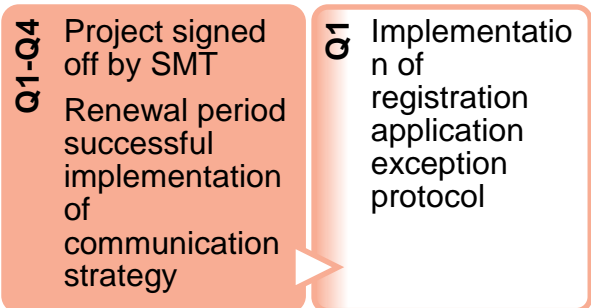 Q1-Q4
Project signed
off by SMT
Renewal period
successful
implementation
of
communication
strategy
Q1
Implementatio
n of
registration
application
exception
protocol